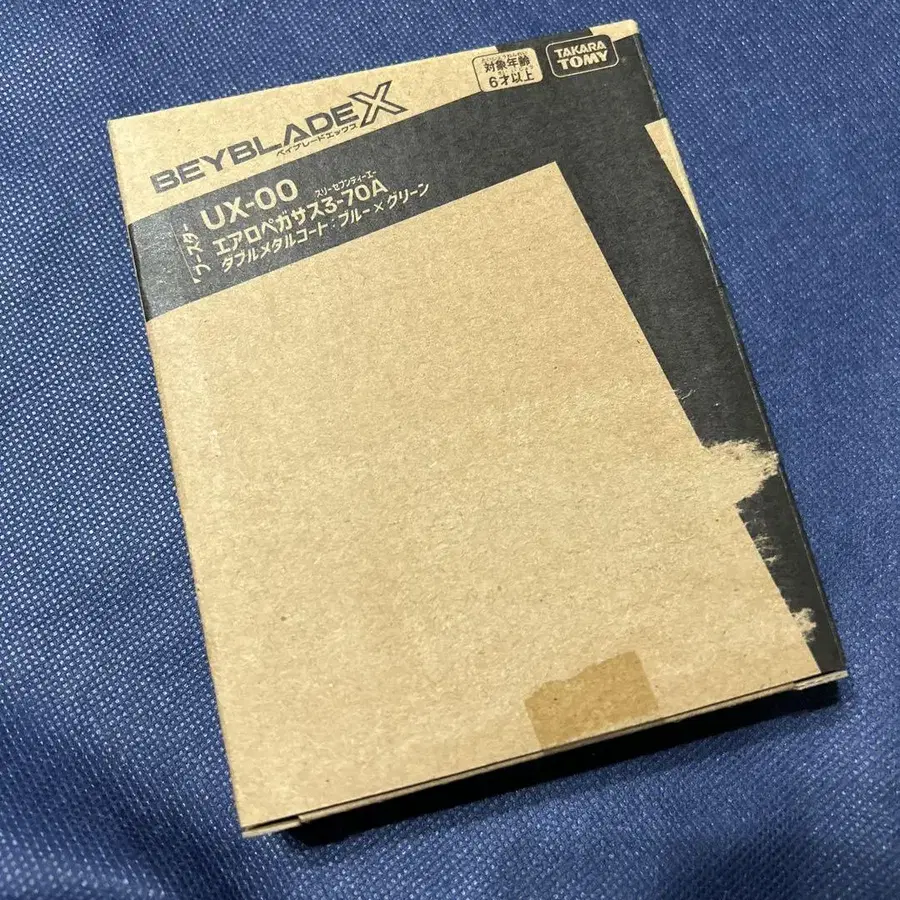 対象年齢
6才以上
TAKARA
TOMY
BEYBLADE X
ベイブレードエックス
ブースター
UX-00
スリーセブンティーエー
エアロペガサス3-70A
ダブルメタルコート：ブルー×グリーン